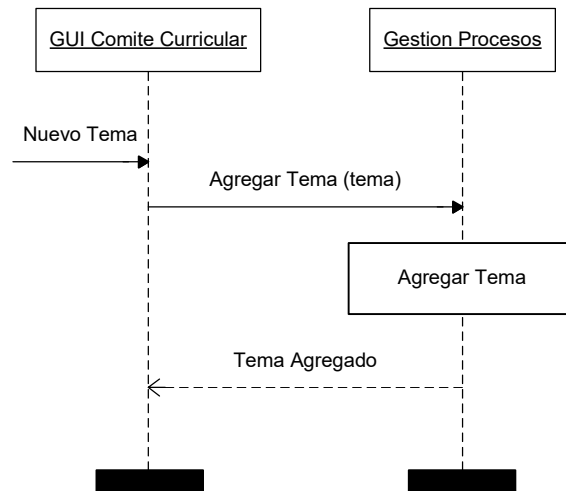 GUI Comite Curricular
Gestion Procesos
Nuevo Tema
Agregar Tema (tema)
Agregar Tema
Tema Agregado